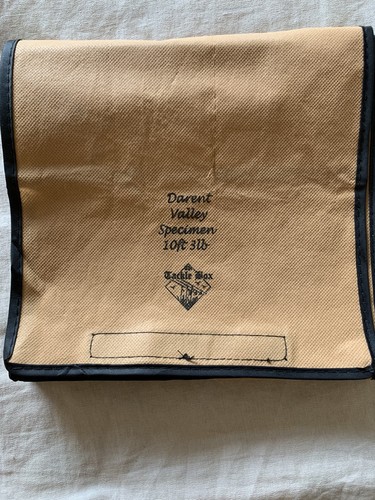 Darent
Valley
Specimen
10ft 3lb
Tackle Box